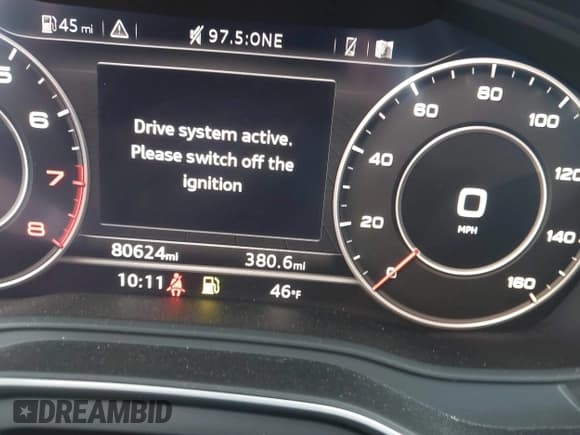 45 mi 97.5:ONE
Drive system active.
Please switch off the
ignition
5
6
7
8
0
20
40
60
80
100
120
140
160
0
MPH
80624mi 380.6mi
10:11 46°F
DREAMBID